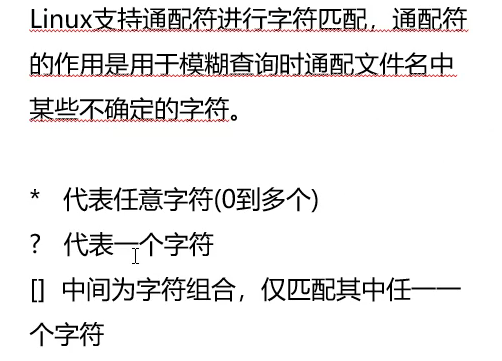 Linux支持通配符进行字符匹配，通配符
的作用是用于模糊查询时通配文件名中
某些不确定的字符。
* 代表任意字符(0到多个)
? 代表一个字符
[] 中间为字符组合，仅匹配其中任一一
个字符